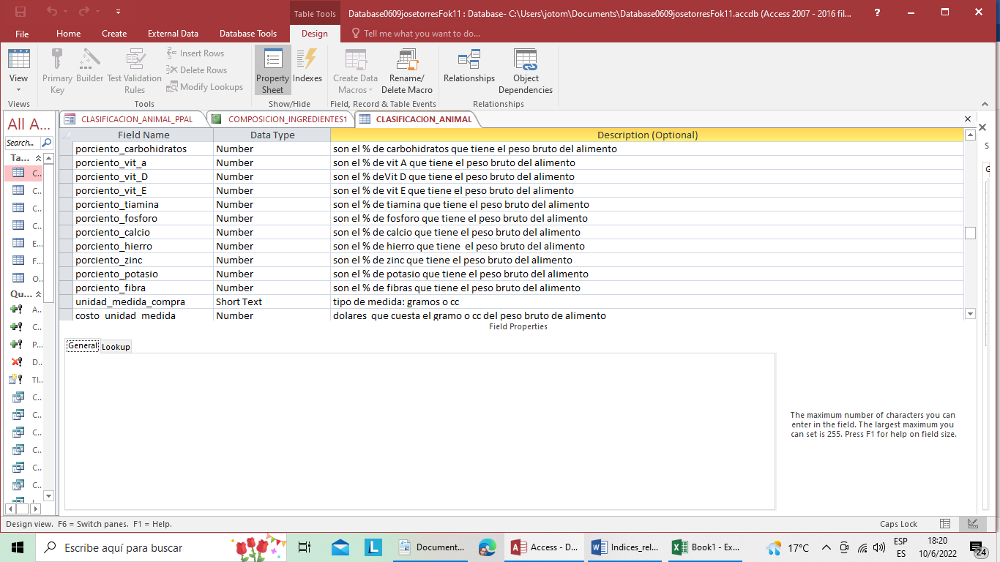 Table Tools
Database0609josetorresFok11 : Database- C:\Users\jotom\Documents\Database0609josetorresFok11.accdb (Access 2007 - 2016 fil...
?
File Home Create External Data Database Tools Design Tell me what you want to do...
View
Views
Primary Key
Builder
Test Validation Rules
Insert Rows
Delete Rows
Modify Lookups
Tools
Property Sheet
Indexes
Show/Hide
Create Data Macros
Rename/ Delete Macro
Field, Record & Table Events
Relationships
Object Dependencies
Relationships
All A...
Search...
Ta...
C..
C..
C..
C..
E..
F..
O..
Qu...
A..
C..
P..
D..
TI..
C..
C..
C..
C..
C..
C..
CLASIFICACION_ANIMAL_PPAL COMPOSICION_INGREDIENTES1 CLASIFICACION_ANIMAL
S
G
Field Name Data Type Description (Optional)
porciento_carbohidratos Number son el % de carbohidratos que tiene el peso bruto del alimento
porciento_vit_a Number son el % de vit A que tiene el peso bruto del alimento
porciento_vit_D Number son el % deVit D que tiene el peso bruto del alimento
porciento_vit_E Number son el % de vit E que tiene el peso bruto del alimento
porciento_tiamina Number son el % de tiamina que tiene el peso bruto del alimento
porciento_fosforo Number son el % de fosforo que tiene el peso bruto del alimento
porciento_calcio Number son el % de calcio que tiene el peso bruto del alimento
porciento_hierro Number son el % de hierro que tiene  el peso bruto del alimento
porciento_zinc Number son el % de zinc que tiene el peso bruto del alimento
porciento_potasio Number son el % de potasio que tiene el peso bruto del alimento
porciento_fibra Number son el % de fibras que tiene el peso bruto del alimento
unidad_medida_compra Short Text tipo de medida: gramos o cc
costo_unidad_medida Number dolares  que cuesta el gramo o cc del peso bruto de alimento
Field Properties
General Lookup
The maximum number of characters you can
enter in the field. The largest maximum you
can set is 255. Press F1 for help on field size.
Design view.  F6 = Switch panes.  F1 = Help.
Caps Lock
Escribe aquí para buscar
L
Document...
Access - D...
Indices_rel...
Book1 - Ex...
17°C
ESP
ES
18:20
10/6/2022
24